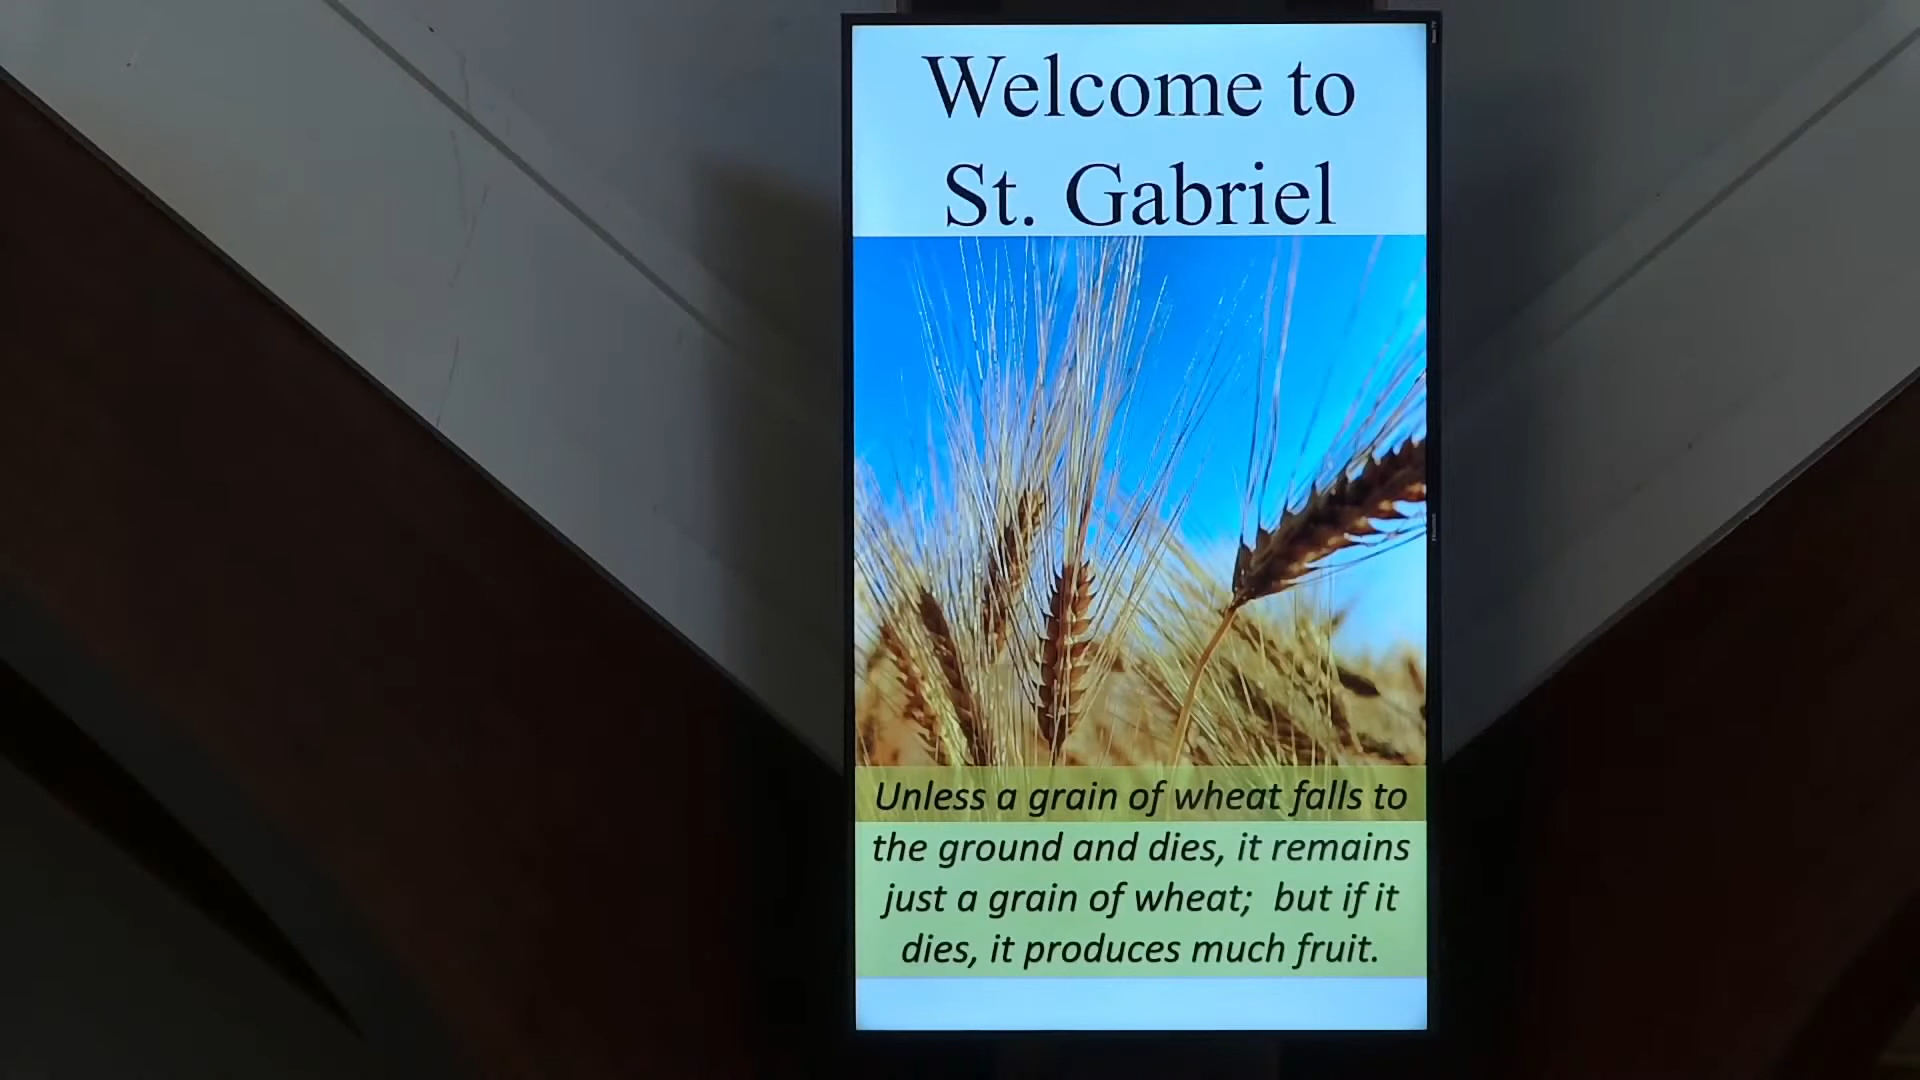 Welcome to
St. Gabriel
Unless a grain of wheat falls to
the ground and dies, it remains
just a grain of wheat;  but if it
dies, it produces much fruit.